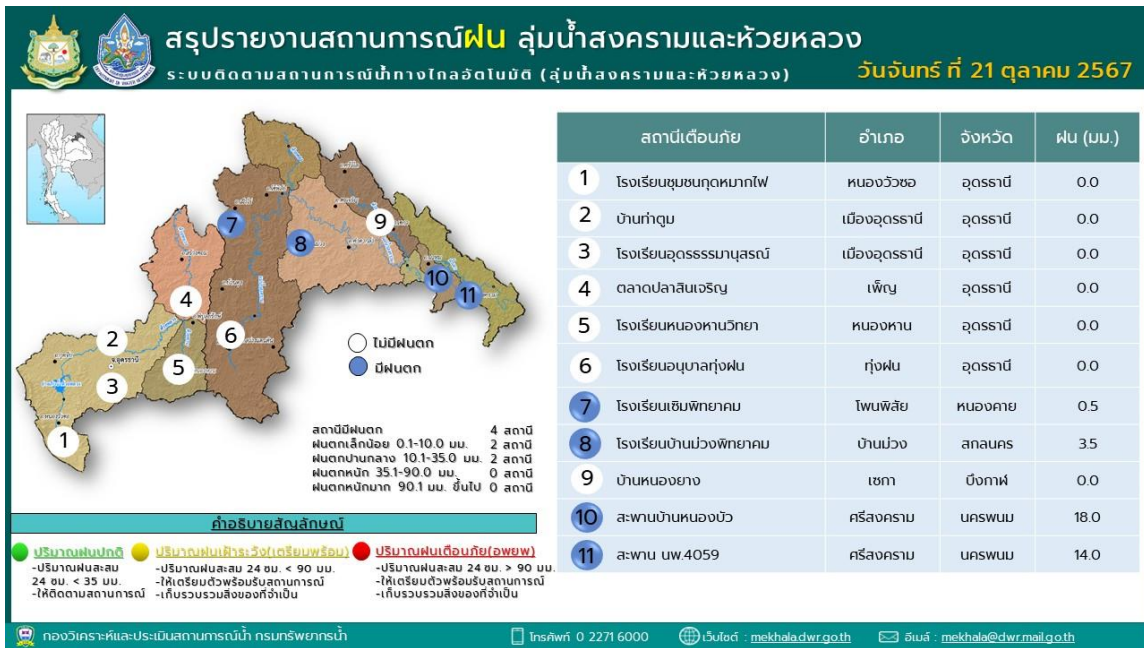 สรุปรายงานสถานการณ์ฝน ลุ่มน้ำสงครามและห้วยหลวง
ระบบติดตามสถานการณ์น้ำทางไกลอัตโนมัติ (ลุ่มน้ำสงครามและห้วยหลวง)
วันจันทร์ ที่ 21 ตุลาคม 2567
7
8
9
10
11
4
6
2
5
3
1
จ.อุดรธานี
ไม่มีฝนตก
มีฝนตก
สถานีมีฝนตก 4 สถานี
ฝนตกเล็กน้อย 0.1-10.0 มม. 2 สถานี
ฝนตกปานกลาง 10.1-35.0 มม. 2 สถานี
ฝนตกหนัก 35.1-90.0 มม. 0 สถานี
ฝนตกหนักมาก 90.1 มม. ขึ้นไป 0 สถานี
คำอธิบายสัญลักษณ์
ปริมาณฝนปกติ
-ปริมาณฝนสะสม
24 ชม. < 35 มม.
-ให้ติดตามสถานการณ์
ปริมาณฝนเฝ้าระวัง(เตรียมพร้อม)
-ปริมาณฝนสะสม 24 ชม. < 90 มม.
-ให้เตรียมตัวพร้อมรับสถานการณ์
-เก็บรวบรวมสิ่งของที่จำเป็น
ปริมาณฝนเตือนภัย(อพยพ)
-ปริมาณฝนสะสม 24 ชม. > 90 มม.
-ให้เตรียมตัวพร้อมรับสถานการณ์
-เก็บรวบรวมสิ่งของที่จำเป็น
สถานีเตือนภัย อำเภอ จังหวัด ฝน (มม.)
1 โรงเรียนชุมชนกุดหมากไฟ หนองวัวซอ อุดรธานี 0.0
2 บ้านท่าตูม เมืองอุดรธานี อุดรธานี 0.0
3 โรงเรียนอุดรธรรมานุสรณ์ เมืองอุดรธานี อุดรธานี 0.0
4 ตลาดปลาสินเจริญ เพ็ญ อุดรธานี 0.0
5 โรงเรียนหนองหานวิทยา หนองหาน อุดรธานี 0.0
6 โรงเรียนอนุบาลทุ่งฝน ทุ่งฝน อุดรธานี 0.0
7 โรงเรียนเซิมพิทยาคม โพนพิสัย หนองคาย 0.5
8 โรงเรียนบ้านม่วงพิทยาคม บ้านม่วง สกลนคร 3.5
9 บ้านหนองยาง เซกา บึงกาฬ 0.0
10 สะพานบ้านหนองบัว ศรีสงคราม นครพนม 18.0
11 สะพาน นพ.4059 ศรีสงคราม นครพนม 14.0
กองวิเคราะห์และประเมินสถานการณ์น้ำ กรมทรัพยากรน้ำ
โทรศัพท์ 0 2271 6000
เว็บไซต์ : mekhala.dwr.go.th
อีเมล์ : mekhala@dwr.mail.go.th